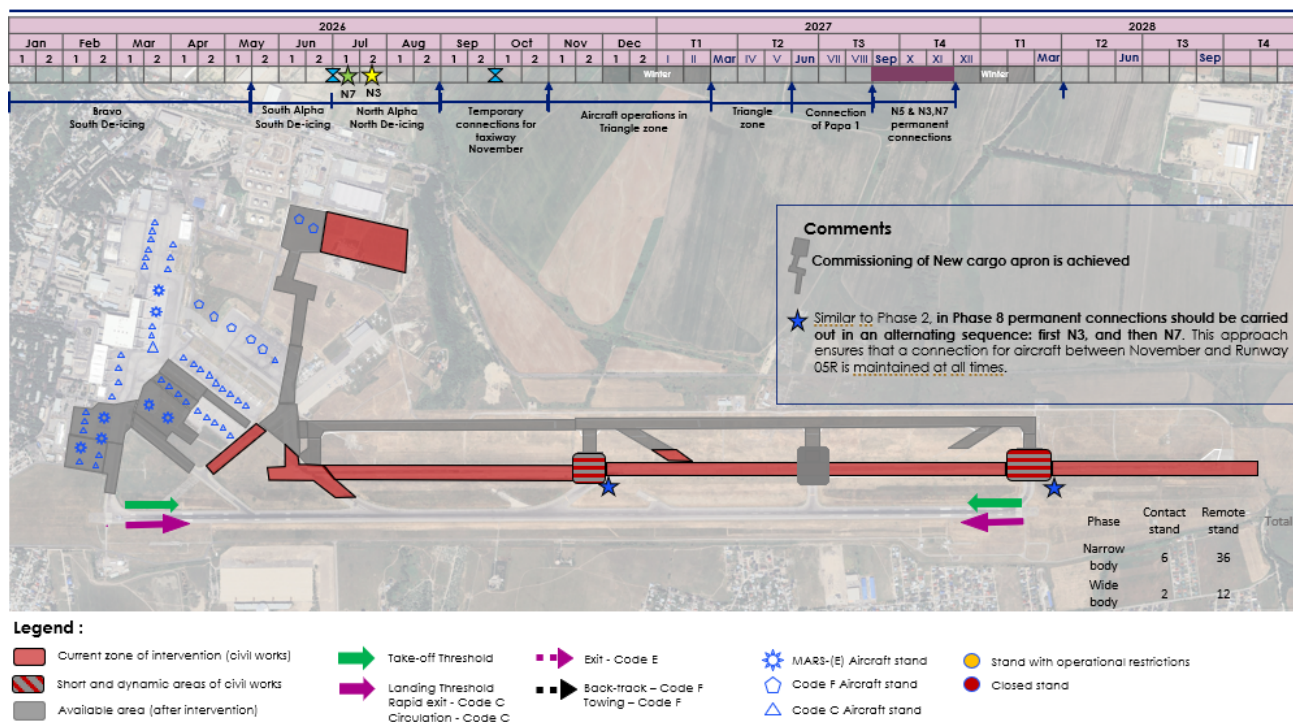 2026 2027 2028
Jan Feb Mar Apr May Jun Jul Aug Sep Oct Nov Dec T1 T2 T3 T4 T1 T2 T3 T4
1 2 1 2 1 2 1 2 1 2 1 2 1 2 1 2 1 2 1 2 1 2 1 2 I II Mar IV V Jun VII VIII Sep X XI XII Mar Jun Sep
Winter Winter
N7 N3
Bravo
South De-icing
South Alpha
South De-icing
North Alpha
North De-icing
Temporary
connections for
taxiway
November
Aircraft operations in
Triangle zone
Triangle
zone
Connection
of Papa 1
N5 & N3,N7
permanent
connections
Comments
Commissioning of New cargo apron is achieved
Similar to Phase 2, in Phase 8 permanent connections should be carried
out in an alternating sequence: first N3, and then N7. This approach
ensures that a connection for aircraft between November and Runway
05R is maintained at all times.
Phase Contact stand Remote stand Total
Narrow body 6 36
Wide body 2 12
Legend :
Current zone of intervention (civil works)
Short and dynamic areas of civil works
Available area (after intervention)
Take-off Threshold
Landing Threshold
Rapid exit - Code C
Circulation - Code C
Exit - Code E
Back-track – Code F
Towing – Code F
MARS-(E) Aircraft stand
Code F Aircraft stand
Code C Aircraft stand
Stand with operational restrictions
Closed stand